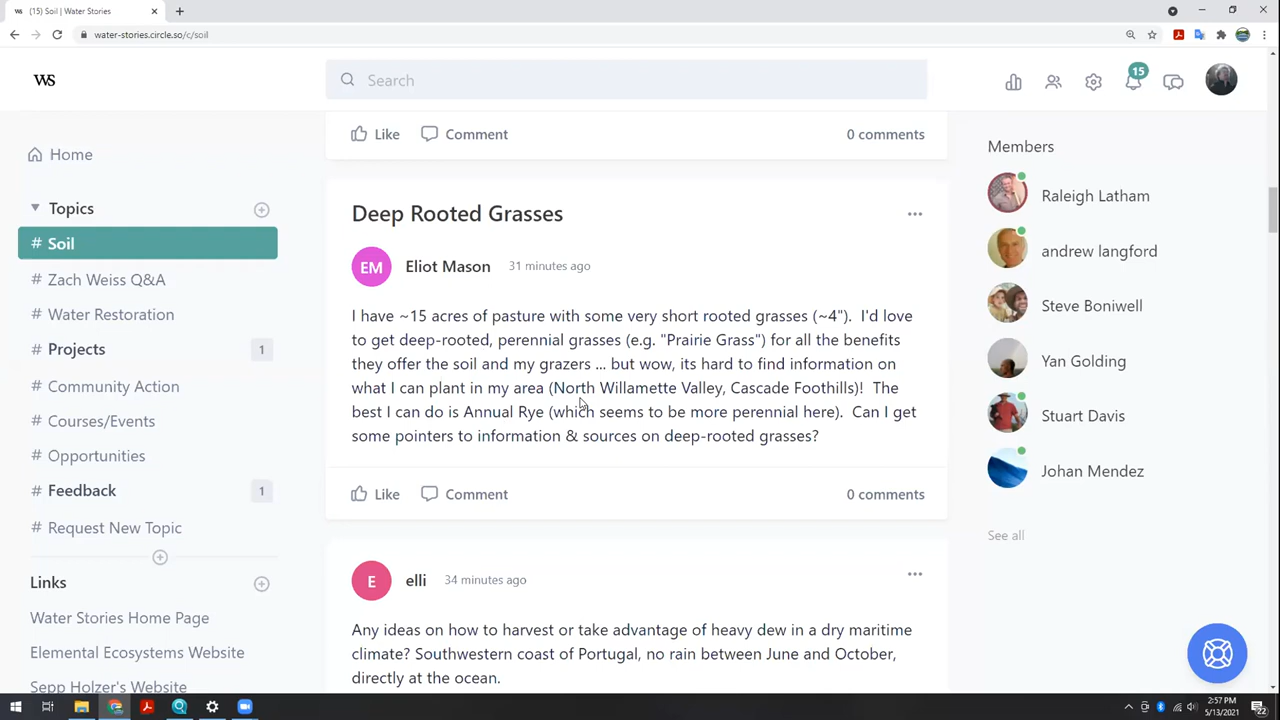 (15) Soil | Water Stories
water-stories.circle.so/c/soil
WS
Search
15
Home
Topics
# Soil
# Zach Weiss Q&A
# Water Restoration
# Projects 1
# Community Action
# Courses/Events
# Opportunities
# Feedback 1
# Request New Topic
Links
Water Stories Home Page
Elemental Ecosystems Website
Sepp Holzer's Website
Like Comment 0 comments
Deep Rooted Grasses
EM Eliot Mason 31 minutes ago
I have ~15 acres of pasture with some very short rooted grasses (~4"). I'd love
to get deep-rooted, perennial grasses (e.g. "Prairie Grass") for all the benefits
they offer the soil and my grazers ... but wow, its hard to find information on
what I can plant in my area (North Willamette Valley, Cascade Foothills)! The
best I can do is Annual Rye (which seems to be more perennial here). Can I get
some pointers to information & sources on deep-rooted grasses?
Like Comment 0 comments
E elli 34 minutes ago
Any ideas on how to harvest or take advantage of heavy dew in a dry maritime
climate? Southwestern coast of Portugal, no rain between June and October,
directly at the ocean.
Members
Raleigh Latham
andrew langford
Steve Boniwell
Yan Golding
Stuart Davis
Johan Mendez
See all
2:57 PM
5/13/2021
22